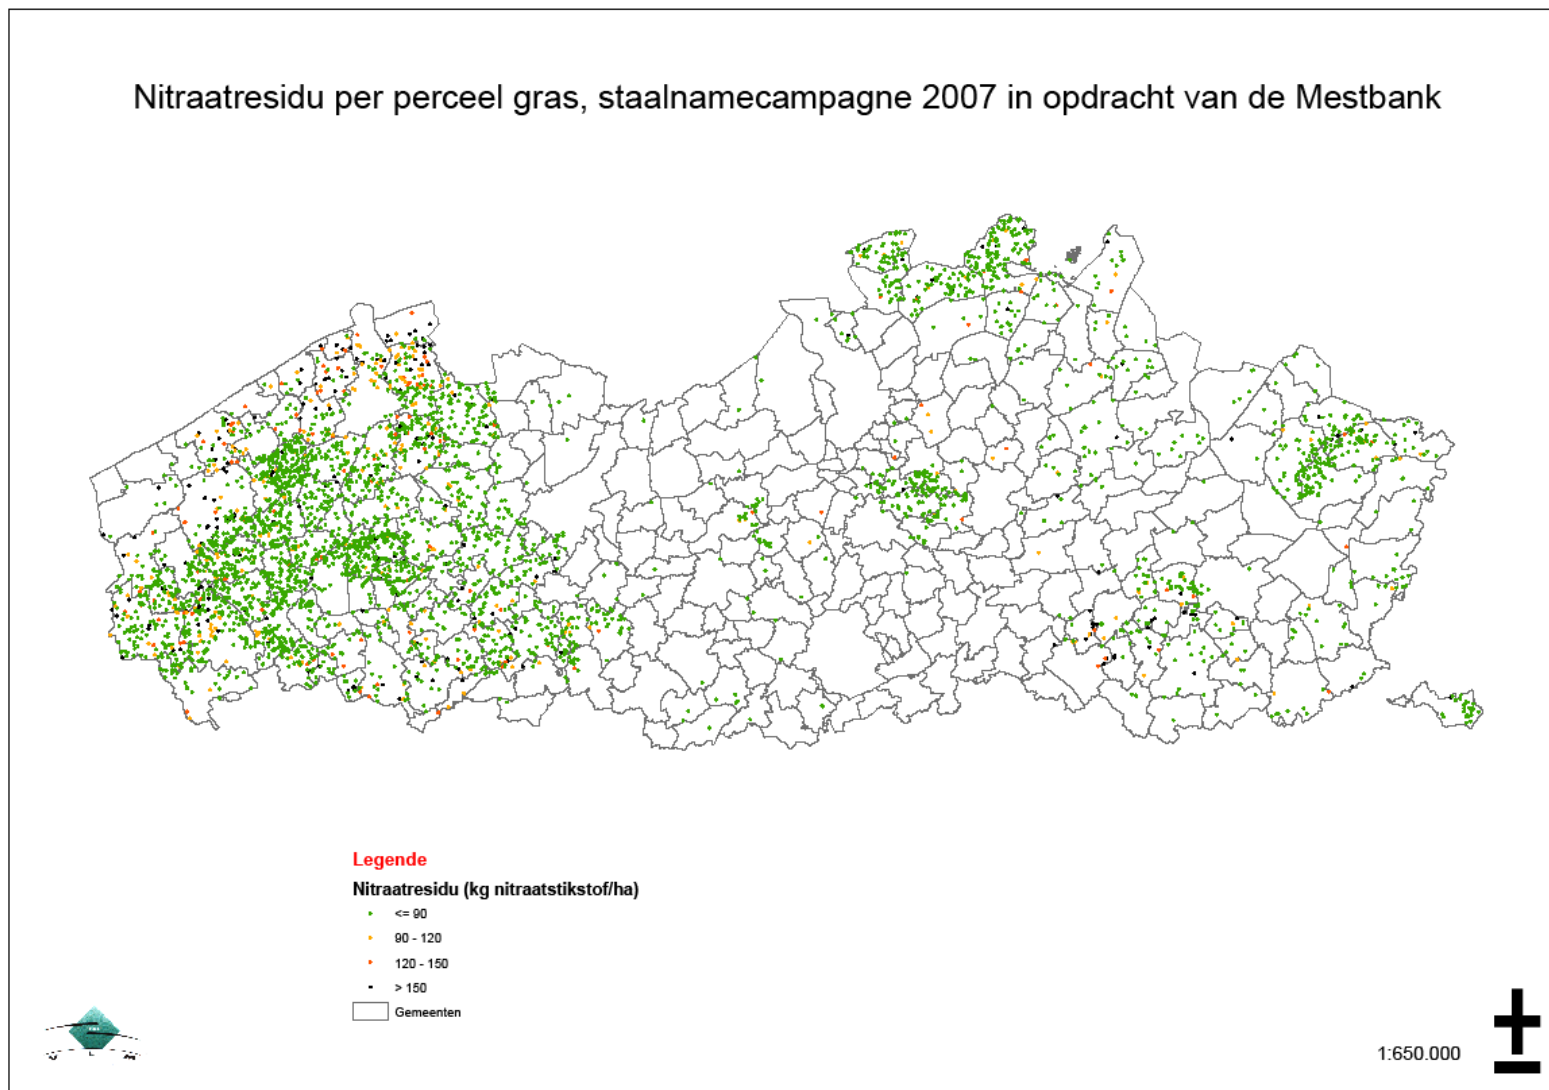 Nitraatresidu per perceel gras, staalnamecampagne 2007 in opdracht van de Mestbank
Legende
Nitraatresidu (kg nitraatstikstof/ha)
<= 90
90 - 120
120 - 150
> 150
Gemeenten
V L M
1:650.000